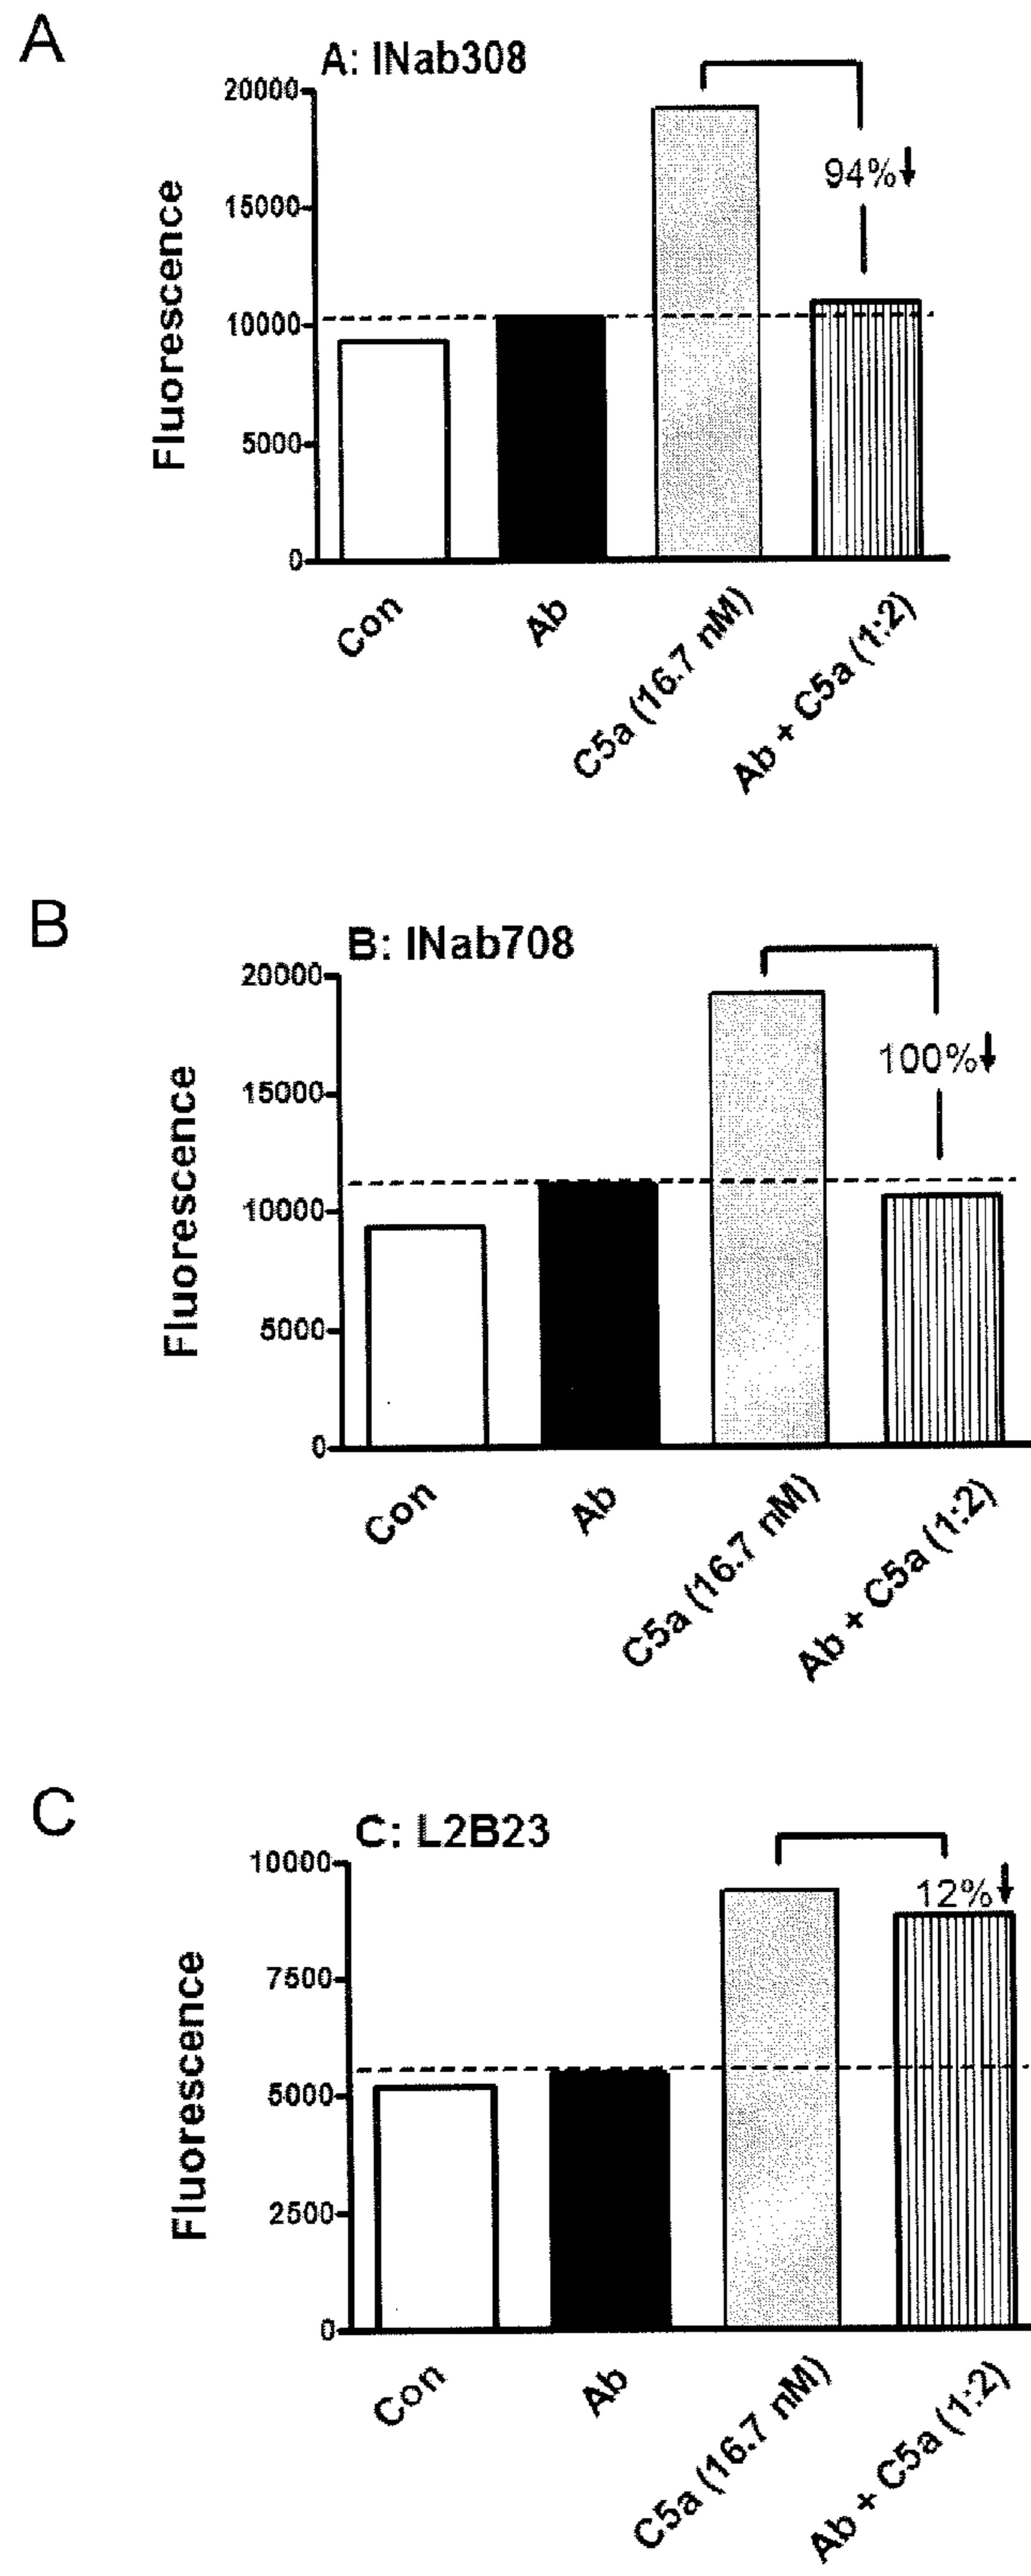 A
A: INab308
20000
15000
10000
5000
0
Fluorescence
94%
Con
Ab
C5a (16.7 nM)
Ab + C5a (1:2)
B
B: INab708
20000
15000
10000
5000
0
Fluorescence
100%
Con
Ab
C5a (16.7 nM)
Ab + C5a (1:2)
C
C: L2B23
10000
7500
5000
2500
0
Fluorescence
12%
Con
Ab
C5a (16.7 nM)
Ab + C5a (1:2)